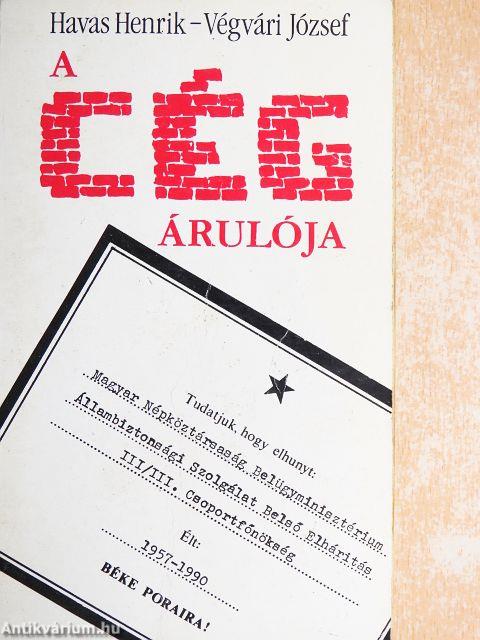 Havas Henrik – Végvári József
A
CÉG
ÁRULÓJA
Tudatjuk, hogy elhunyt:
Magyar Népköztársaság Belügyminisztérium
Állambiztonsági Szolgálat Belső Elhárítás
III/III. Csoportfőnökség
Élt:
1957-1990
BÉKE PORAIRA!
Antikvárium.hu